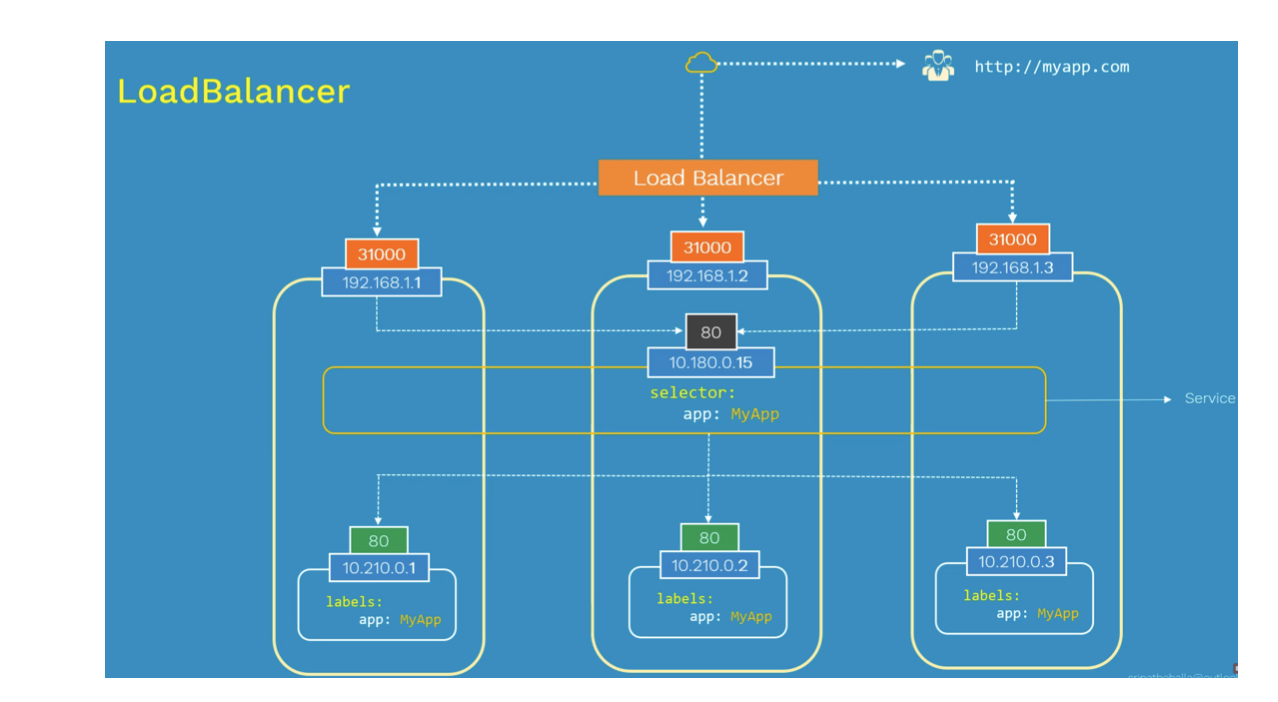 http://myapp.com
LoadBalancer
Load Balancer
31000
192.168.1.1
31000
192.168.1.2
31000
192.168.1.3
80
10.180.0.15
selector:
app: MyApp
Service
80
10.210.0.1
labels:
app: MyApp
80
10.210.0.2
labels:
app: MyApp
80
10.210.0.3
labels:
app: MyApp